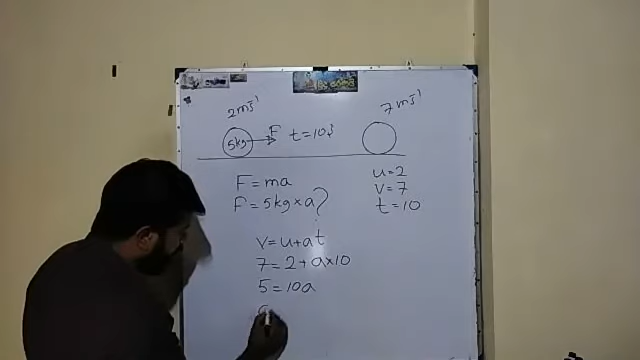 2ms⁻¹
7ms⁻¹
5kg
F
t=10s
F=ma
F=5kg×a?
u=2
v=7
t=10
v=u+at
7=2+a×10
5=10a